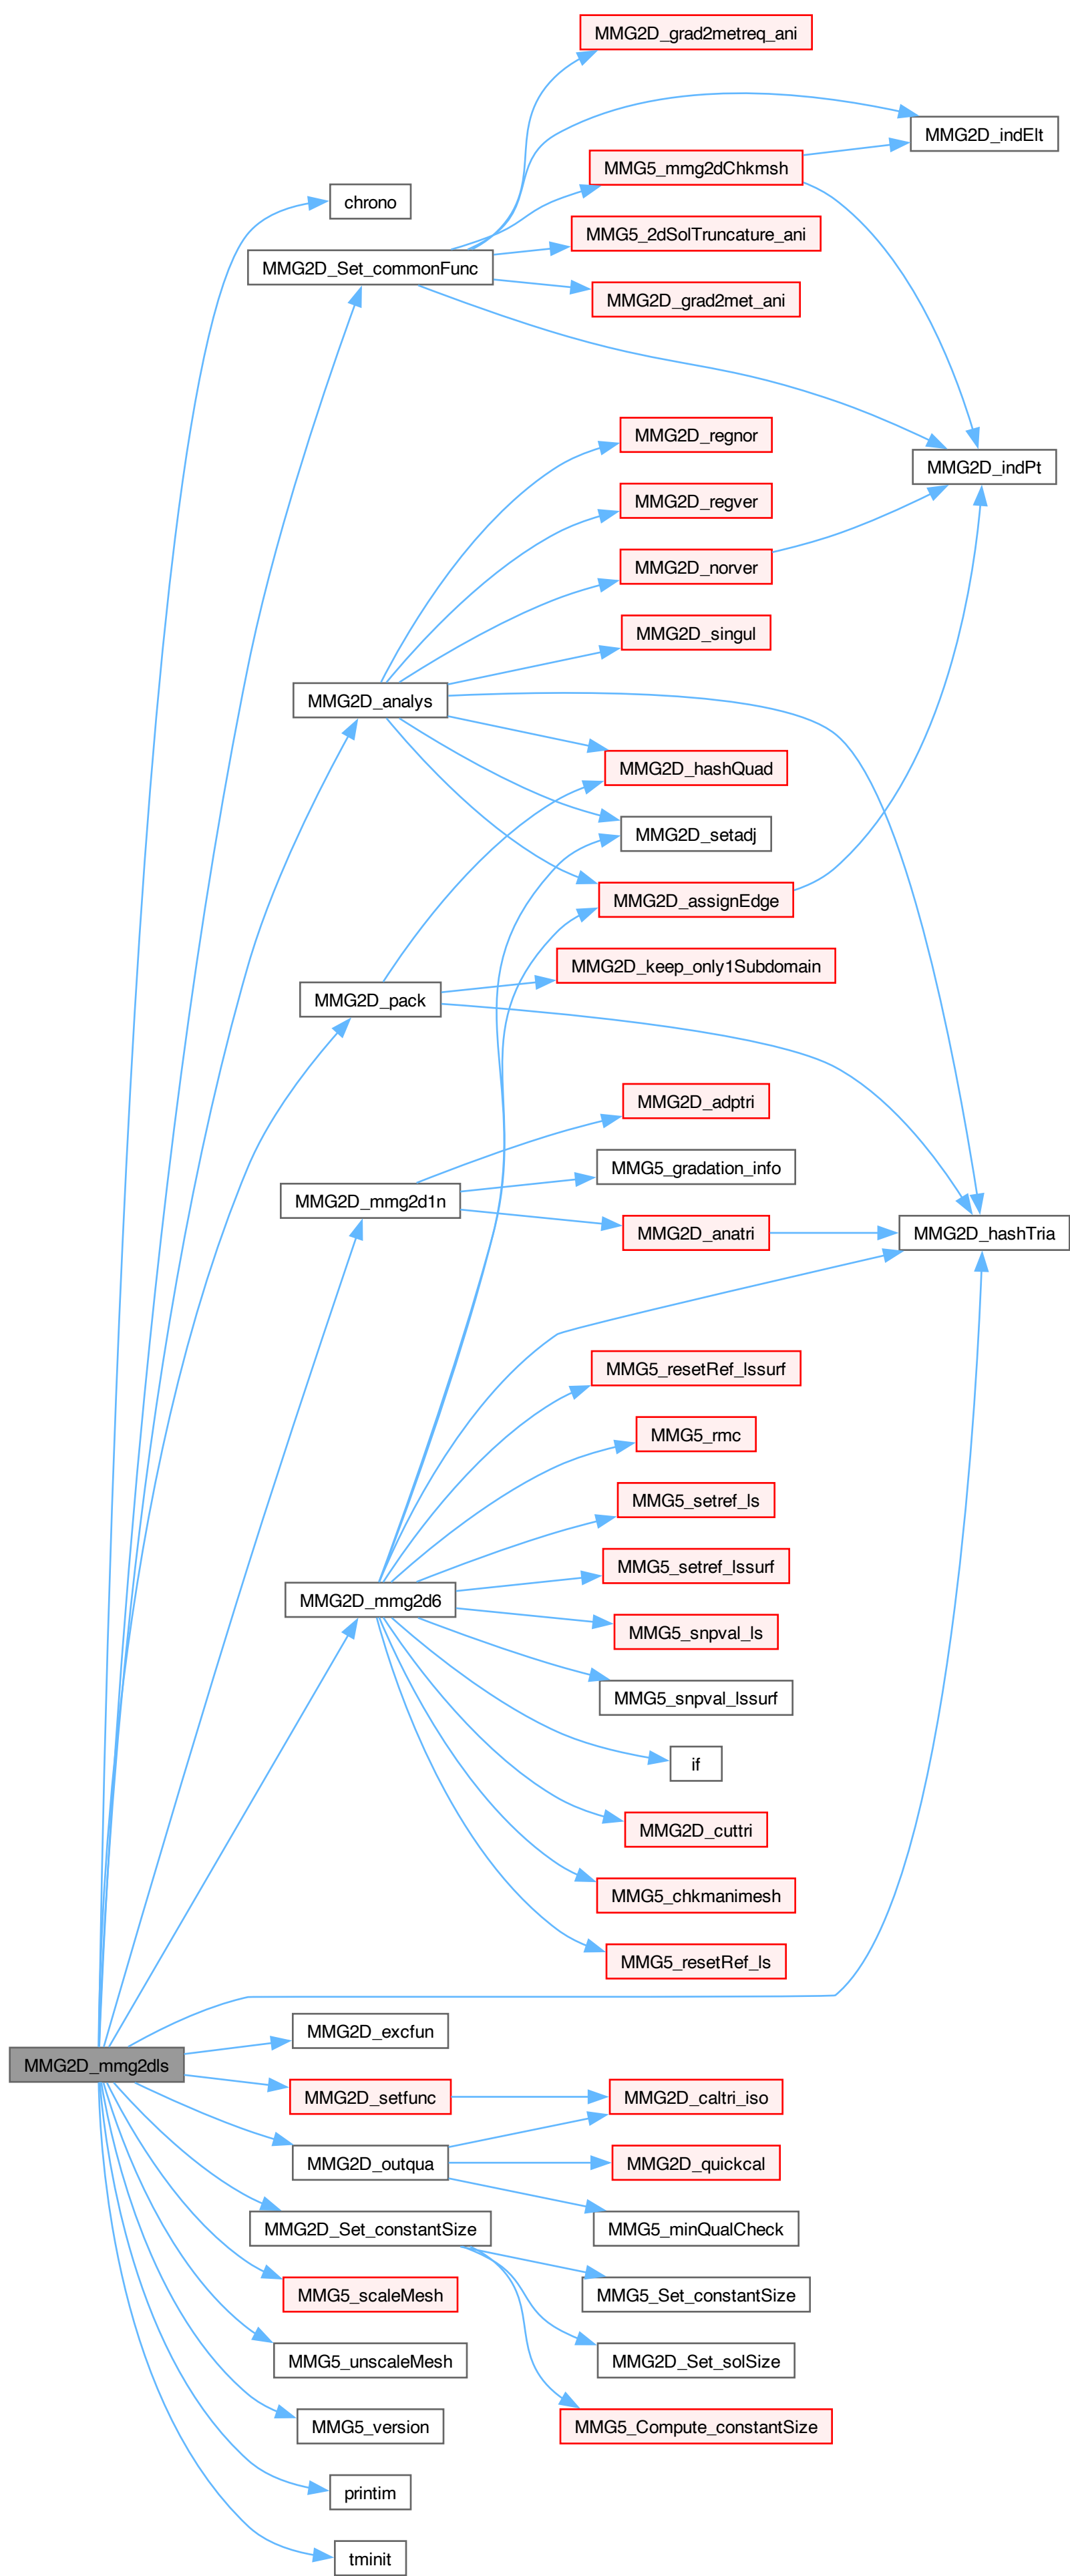 MMG2D_grad2metreq_ani
MMG2D_indElt
MMG5_mmg2dChkmsh
chrono
MMG5_2dSolTruncature_ani
MMG2D_Set_commonFunc
MMG2D_grad2met_ani
MMG2D_regnor
MMG2D_indPt
MMG2D_regver
MMG2D_norver
MMG2D_singul
MMG2D_analys
MMG2D_hashQuad
MMG2D_setadj
MMG2D_assignEdge
MMG2D_keep_only1Subdomain
MMG2D_pack
MMG2D_adptri
MMG5_gradation_info
MMG2D_mmg2d1n
MMG2D_anatri
MMG2D_hashTria
MMG5_resetRef_lssurf
MMG5_rmc
MMG5_setref_ls
MMG5_setref_lssurf
MMG2D_mmg2d6
MMG5_snpval_ls
MMG5_snpval_lssurf
if
MMG2D_cuttri
MMG5_chkmanimesh
MMG5_resetRef_ls
MMG2D_excfun
MMG2D_mmg2dls
MMG2D_setfunc
MMG2D_caltri_iso
MMG2D_outqua
MMG2D_quickcal
MMG2D_Set_constantSize
MMG5_minQualCheck
MMG5_scaleMesh
MMG5_Set_constantSize
MMG5_unscaleMesh
MMG2D_Set_solSize
MMG5_version
MMG5_Compute_constantSize
printim
tminit